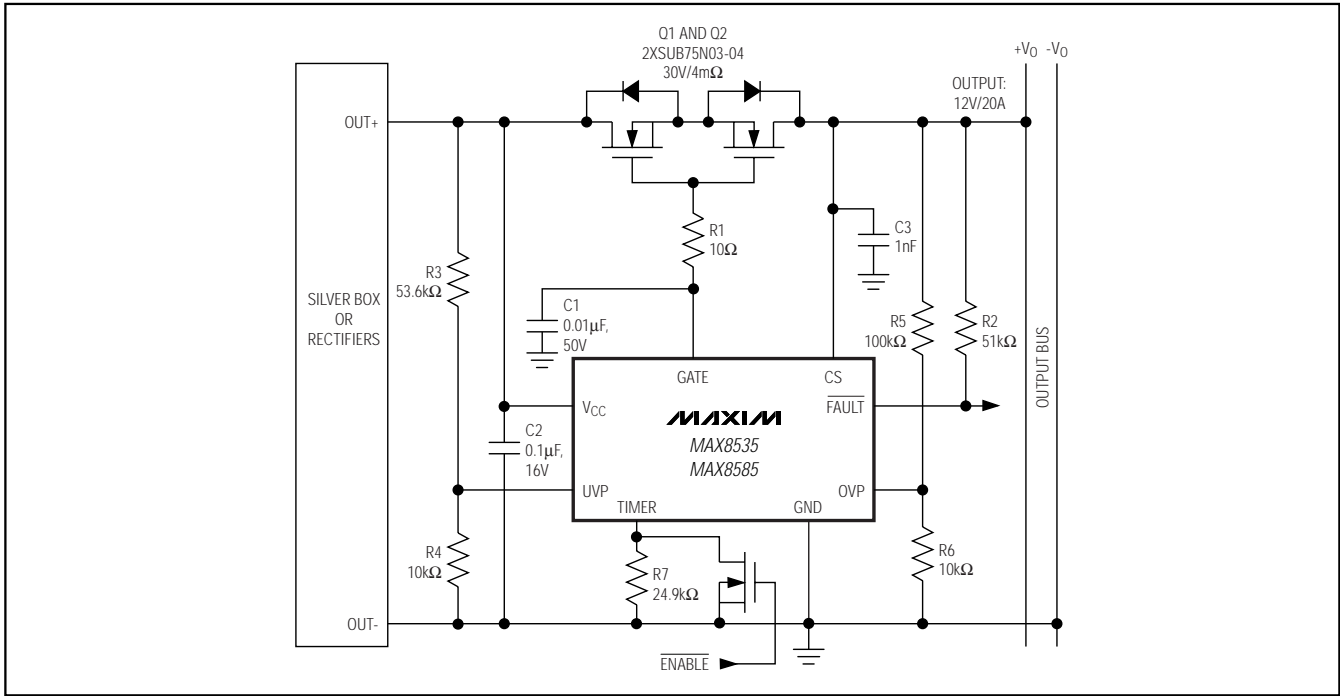 Q1 AND Q2
2XSUB75N03-04
30V/4mΩ
+VO -VO
OUTPUT:
12V/20A
OUT+
R1
10Ω
C3
1nF
R3
53.6kΩ
SILVER BOX
OR
RECTIFIERS
C1
0.01µF,
50V
R5
100kΩ
R2
51kΩ
OUTPUT BUS
GATE
CS
VCC
FAULT
MAXIM
MAX8535
MAX8585
C2
0.1µF,
16V
UVP
OVP
TIMER
GND
R4
10kΩ
R7
24.9kΩ
R6
10kΩ
OUT-
ENABLE